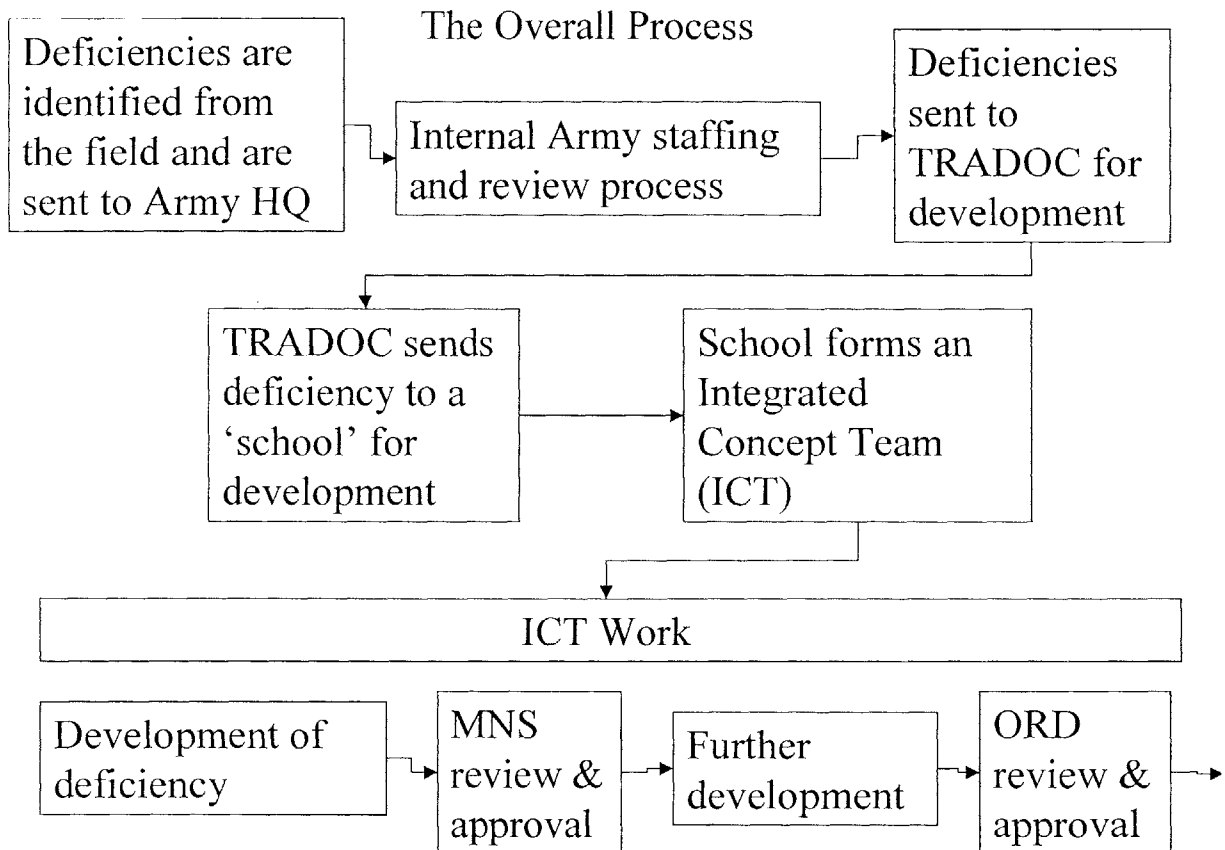 The Overall Process
Deficiencies are
identified from
the field and are
sent to Army HQ
Internal Army staffing
and review process
Deficiencies
sent to
TRADOC for
development
TRADOC sends
deficiency to a
‘school’ for
development
School forms an
Integrated
Concept Team
(ICT)
ICT Work
Development of
deficiency
MNS
review &
approval
Further
development
ORD
review &
approval